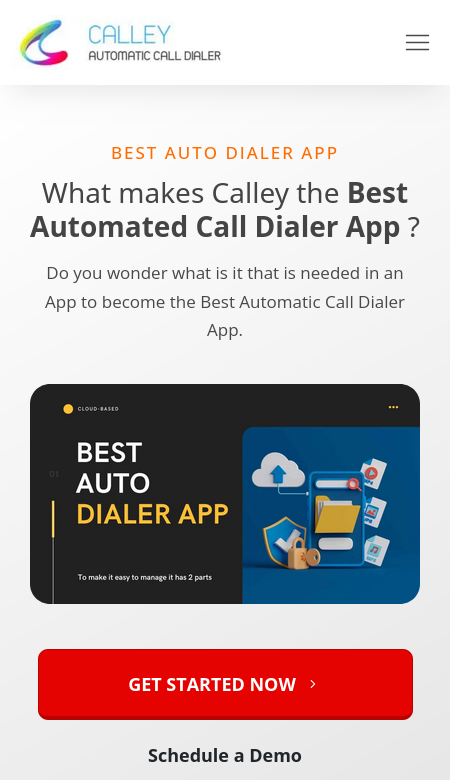 CALLEY
AUTOMATIC CALL DIALER
BEST AUTO DIALER APP
What makes Calley the Best
Automated Call Dialer App ?
Do you wonder what is it that is needed in an
App to become the Best Automatic Call Dialer
App.
CLOUD-BASED
BEST
AUTO
DIALER APP
01
To make it easy to manage it has 2 parts
GET STARTED NOW
Schedule a Demo